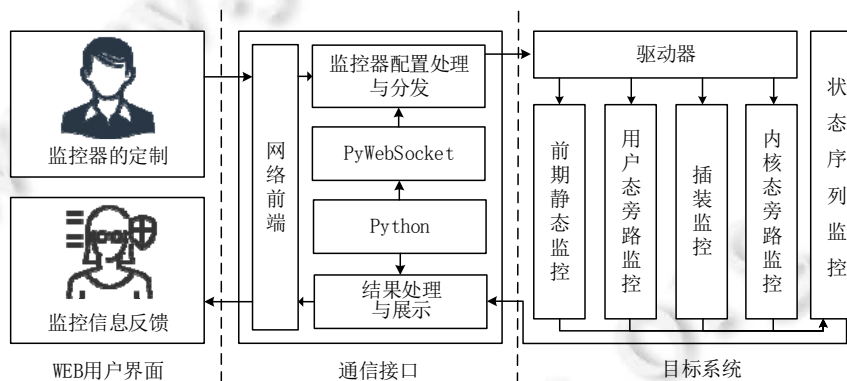 监控器的定制
监控信息反馈
WEB用户界面
网络前端
监控器配置处理
与分发
PyWebSocket
Python
结果处理
与展示
通信接口
驱动器
前期静态监控
用户态旁路监控
插装监控
内核态旁路监控
状态序列监控
目标系统